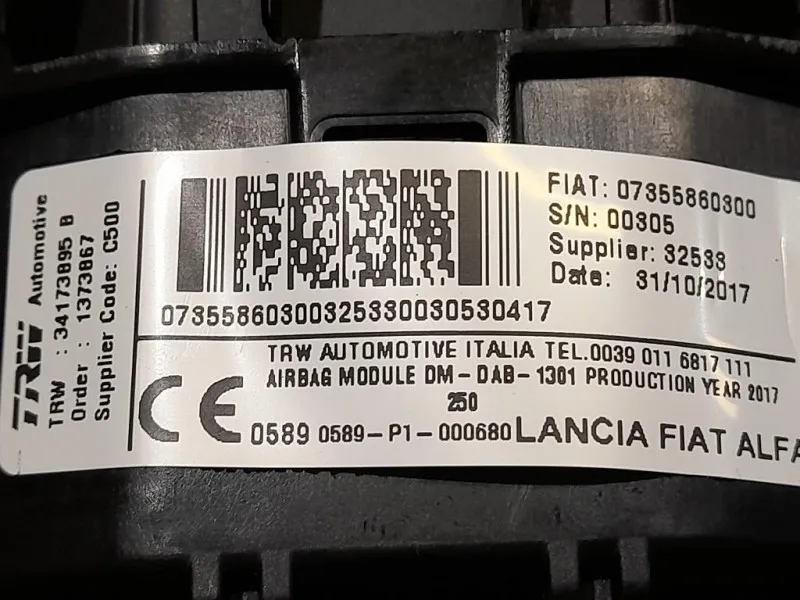 TRW Automotive
TRW : 34173895 B
Order : 1373867
Supplier Code: C500
FIAT: 07355860300
S/N: 00305
Supplier: 32533
Date: 31/10/2017
07355860300325330030530417
TRW AUTOMOTIVE ITALIA TEL.0039 011 6817 111
AIRBAG MODULE DM-DAB-1301 PRODUCTION YEAR 2017
250
CE 0589 0589-P1-000680 LANCIA FIAT ALFA